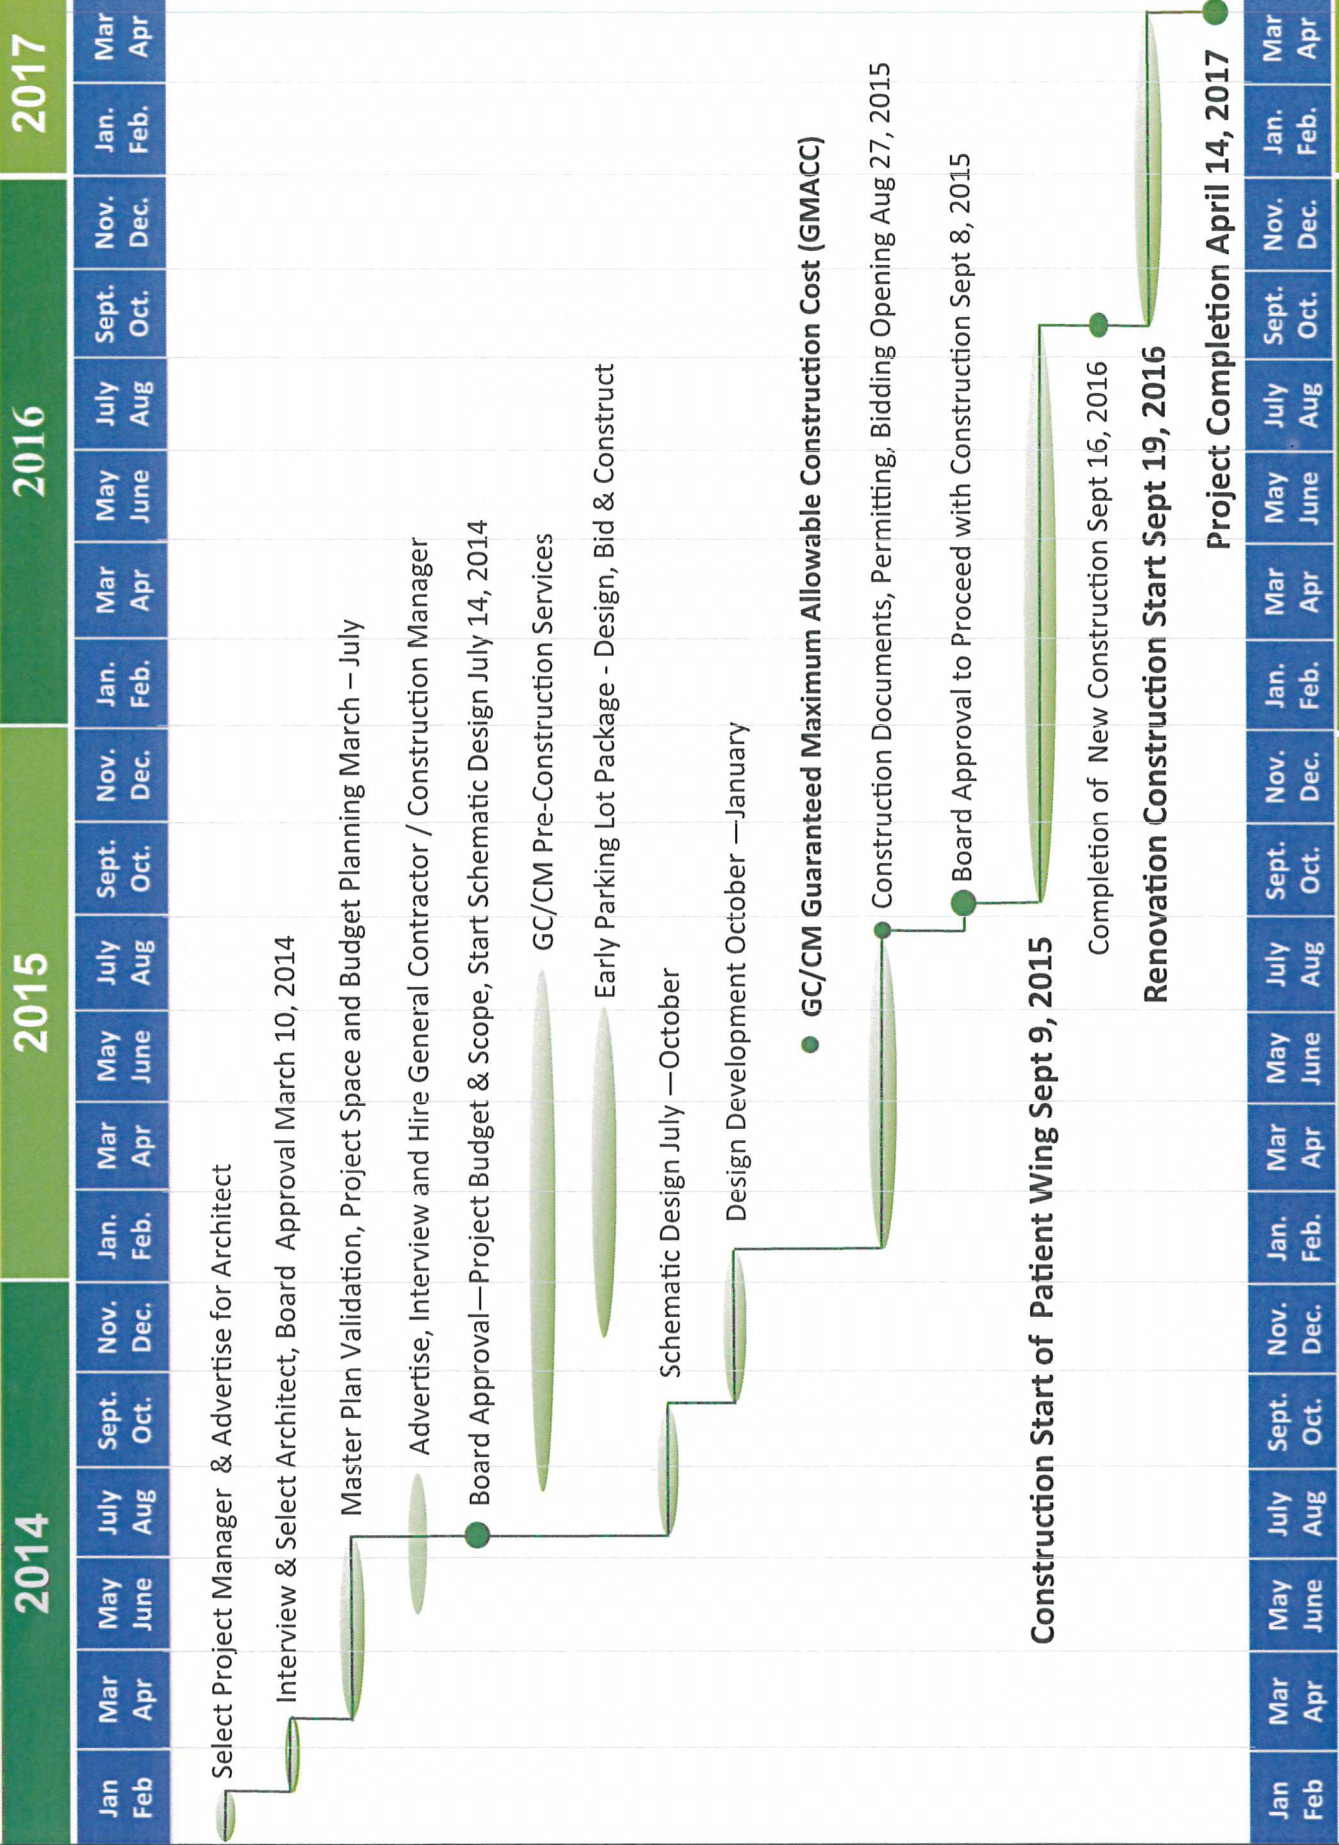 2014 2015 2016 2017
Jan Mar May July Sept. Nov. Jan. Mar May July Sept. Nov. Jan. Mar May July Sept. Nov. Jan. Mar
Feb Apr June Aug Oct. Dec. Feb. Apr June Aug Oct. Dec. Feb. Apr June Aug Oct. Dec. Feb. Apr
Select Project Manager & Advertise for Architect
Interview & Select Architect, Board Approval March 10, 2014
Master Plan Validation, Project Space and Budget Planning March – July
Advertise, Interview and Hire General Contractor / Construction Manager
Board Approval—Project Budget & Scope, Start Schematic Design July 14, 2014
GC/CM Pre-Construction Services
Early Parking Lot Package - Design, Bid & Construct
Schematic Design July —October
Design Development October —January
GC/CM Guaranteed Maximum Allowable Construction Cost (GMACC)
Construction Documents, Permitting, Bidding Opening Aug 27, 2015
Board Approval to Proceed with Construction Sept 8, 2015
Construction Start of Patient Wing Sept 9, 2015
Completion of New Construction Sept 16, 2016
Renovation Construction Start Sept 19, 2016
Project Completion April 14, 2017
Jan Mar May July Sept. Nov. Jan. Mar May July Sept. Nov. Jan. Mar May July Sept. Nov. Jan. Mar
Feb Apr June Aug Oct. Dec. Feb. Apr June Aug Oct. Dec. Feb. Apr June Aug Oct. Dec. Feb. Apr